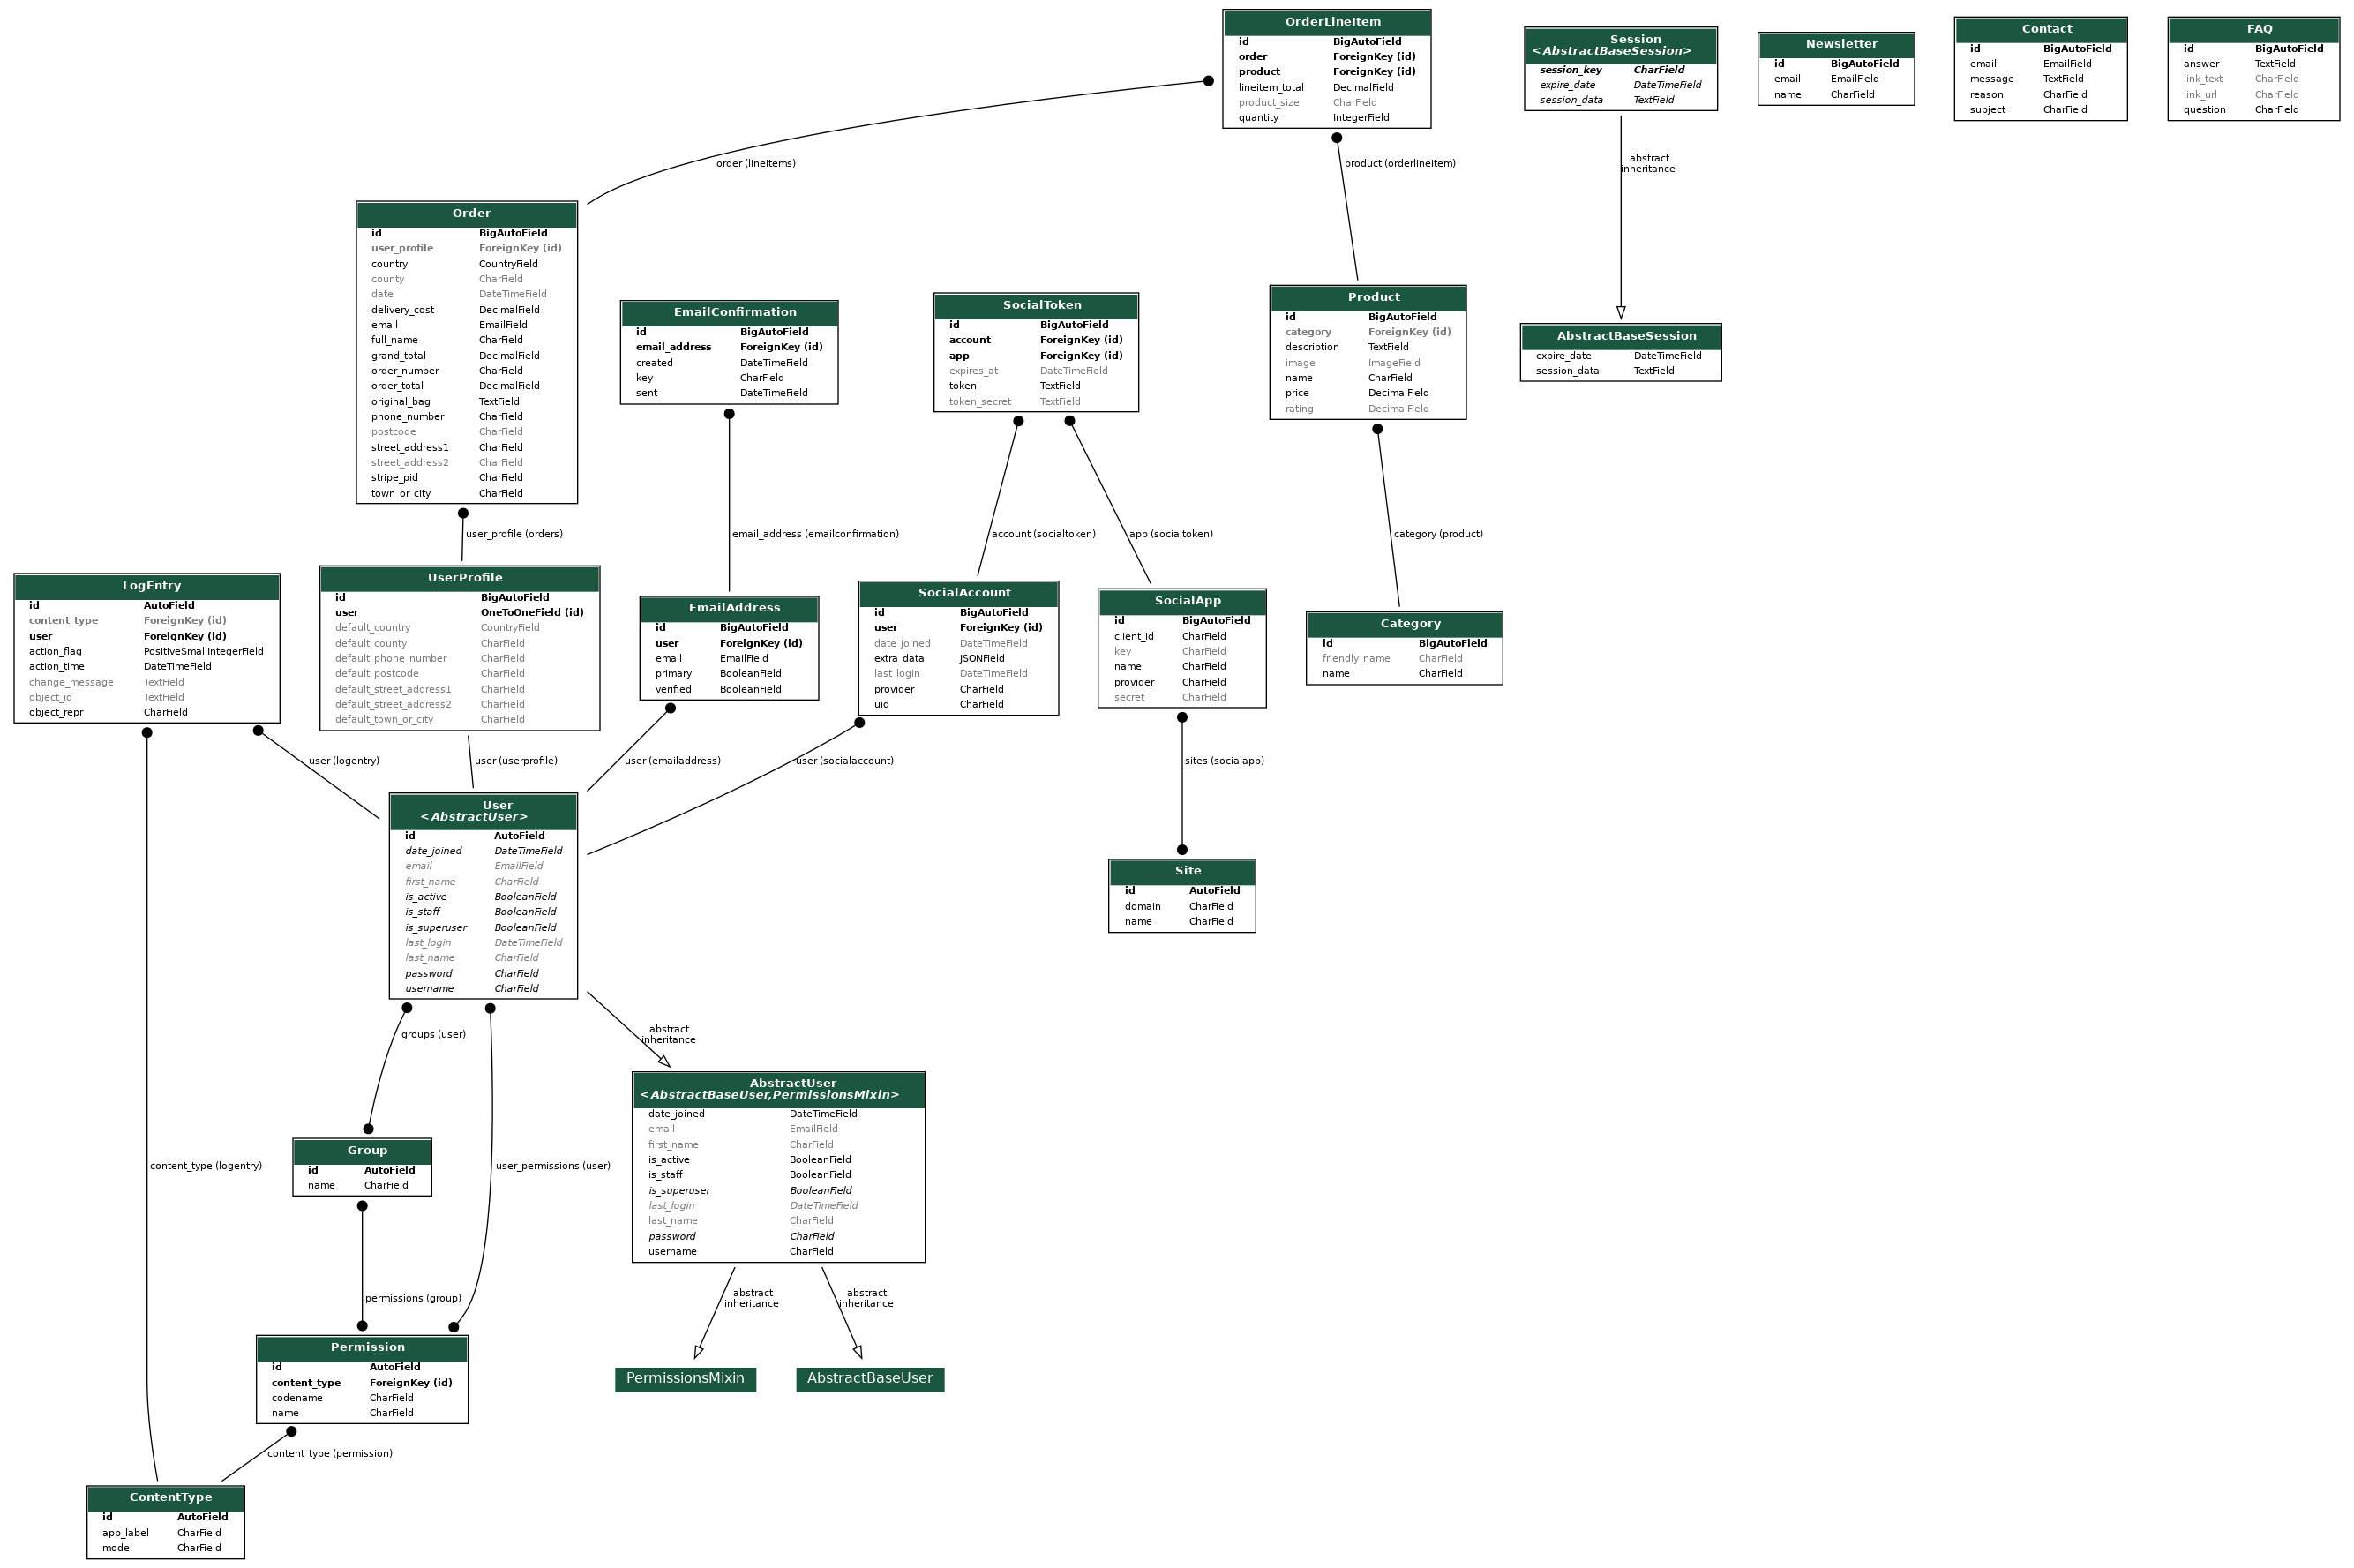 OrderLineItem
id BigAutoField
order ForeignKey (id)
product ForeignKey (id)
lineitem_total DecimalField
product_size CharField
quantity IntegerField
Session
<AbstractBaseSession>
session_key CharField
expire_date DateTimeField
session_data TextField
Newsletter
id BigAutoField
email EmailField
name CharField
Contact
id BigAutoField
email EmailField
message TextField
reason CharField
subject CharField
FAQ
id BigAutoField
answer TextField
link_text CharField
link_url CharField
question CharField
order (lineitems)
product (orderlineitem)
abstract
inheritance
Order
id BigAutoField
user_profile ForeignKey (id)
country CountryField
county CharField
date DateTimeField
delivery_cost DecimalField
email EmailField
full_name CharField
grand_total DecimalField
order_number CharField
order_total DecimalField
original_bag TextField
phone_number CharField
postcode CharField
street_address1 CharField
street_address2 CharField
stripe_pid CharField
town_or_city CharField
EmailConfirmation
id BigAutoField
email_address ForeignKey (id)
created DateTimeField
key CharField
sent DateTimeField
SocialToken
id BigAutoField
account ForeignKey (id)
app ForeignKey (id)
expires_at DateTimeField
token TextField
token_secret TextField
Product
id BigAutoField
category ForeignKey (id)
description TextField
image ImageField
name CharField
price DecimalField
rating DecimalField
AbstractBaseSession
expire_date DateTimeField
session_data TextField
user_profile (orders)
email_address (emailconfirmation)
account (socialtoken)
app (socialtoken)
category (product)
LogEntry
id AutoField
content_type ForeignKey (id)
user ForeignKey (id)
action_flag PositiveSmallIntegerField
action_time DateTimeField
change_message TextField
object_id TextField
object_repr CharField
UserProfile
id BigAutoField
user OneToOneField (id)
default_country CountryField
default_county CharField
default_phone_number CharField
default_postcode CharField
default_street_address1 CharField
default_street_address2 CharField
default_town_or_city CharField
EmailAddress
id BigAutoField
user ForeignKey (id)
email EmailField
primary BooleanField
verified BooleanField
SocialAccount
id BigAutoField
user ForeignKey (id)
date_joined DateTimeField
extra_data JSONField
last_login DateTimeField
provider CharField
uid CharField
SocialApp
id BigAutoField
client_id CharField
key CharField
name CharField
provider CharField
secret CharField
Category
id BigAutoField
friendly_name CharField
name CharField
user (logentry)
user (userprofile)
user (emailaddress)
user (socialaccount)
sites (socialapp)
User
<AbstractUser>
id AutoField
date_joined DateTimeField
email EmailField
first_name CharField
is_active BooleanField
is_staff BooleanField
is_superuser BooleanField
last_login DateTimeField
last_name CharField
password CharField
username CharField
Site
id AutoField
domain CharField
name CharField
groups (user)
abstract
inheritance
AbstractUser
<AbstractBaseUser,PermissionsMixin>
date_joined DateTimeField
email EmailField
first_name CharField
is_active BooleanField
is_staff BooleanField
is_superuser BooleanField
last_login DateTimeField
last_name CharField
password CharField
username CharField
Group
id AutoField
name CharField
content_type (logentry)
user_permissions (user)
permissions (group)
abstract
inheritance
abstract
inheritance
Permission
id AutoField
content_type ForeignKey (id)
codename CharField
name CharField
PermissionsMixin
AbstractBaseUser
content_type (permission)
ContentType
id AutoField
app_label CharField
model CharField